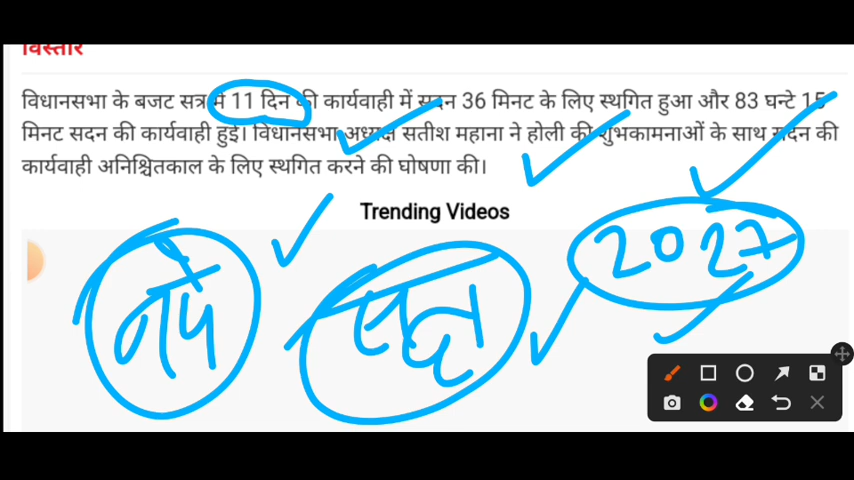 विस्तार
विधानसभा के बजट सत्र में 11 दिन की कार्यवाही में सदन 36 मिनट के लिए स्थगित हुआ और 83 घन्टे 15
मिनट सदन की कार्यवाही हुई। विधानसभा अध्यक्ष सतीश महाना ने होली की शुभकामनाओं के साथ सदन की
कार्यवाही अनिश्चितकाल के लिए स्थगित करने की घोषणा की।
Trending Videos
2027